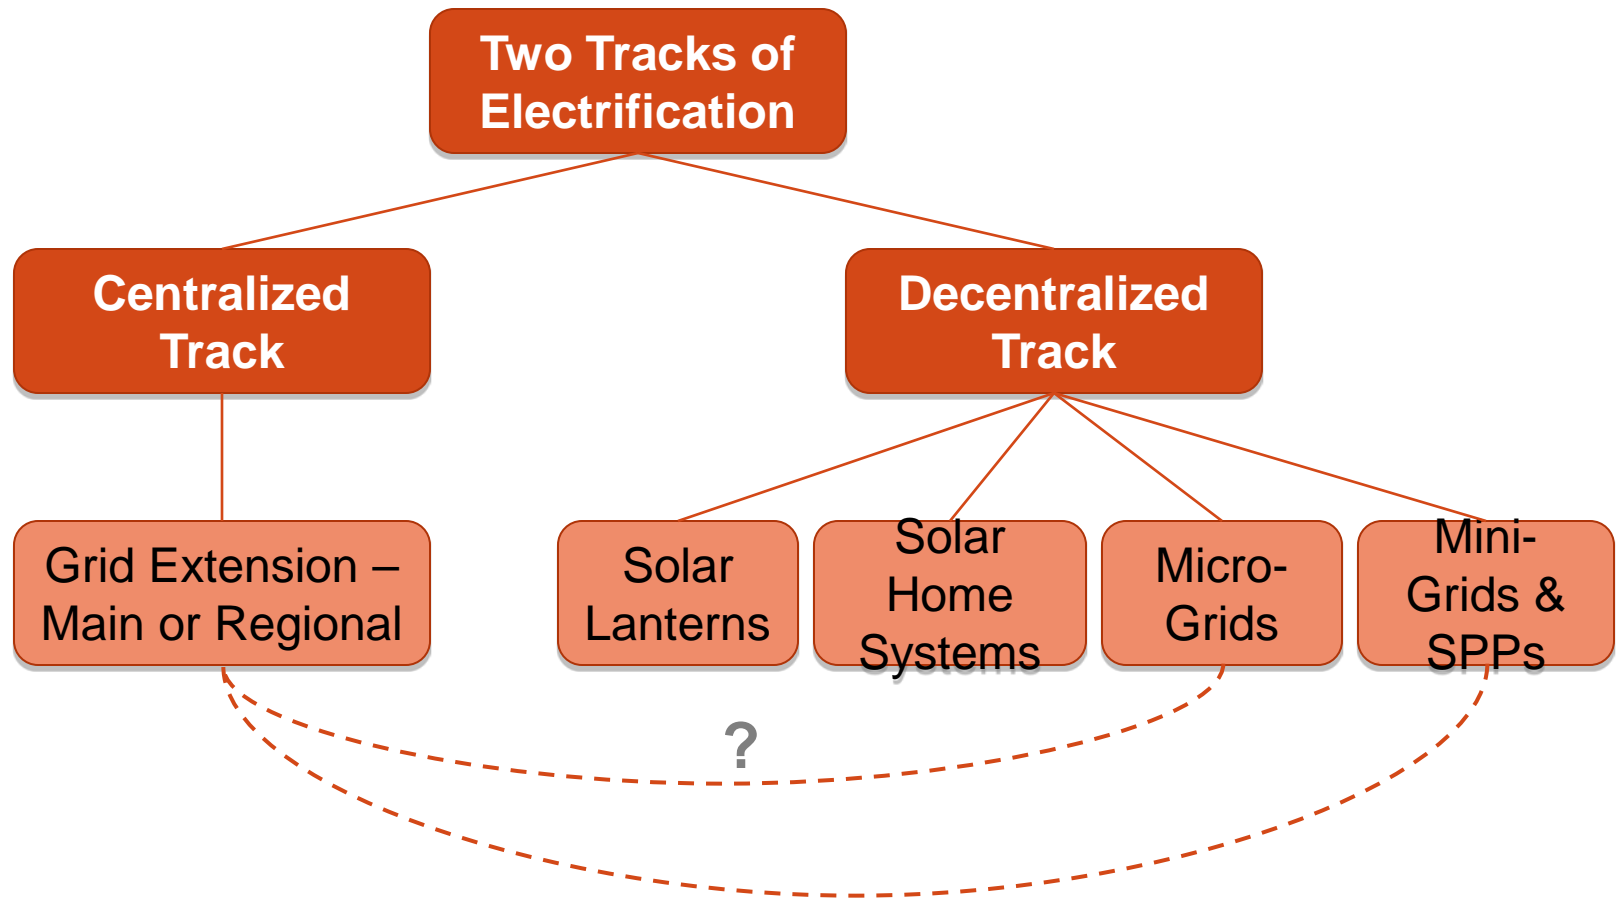 Two Tracks of
Electrification
Centralized
Track
Decentralized
Track
Grid Extension –
Main or Regional
Solar
Lanterns
Solar
Home
Systems
Micro-
Grids
Mini-
Grids &
SPPs
?